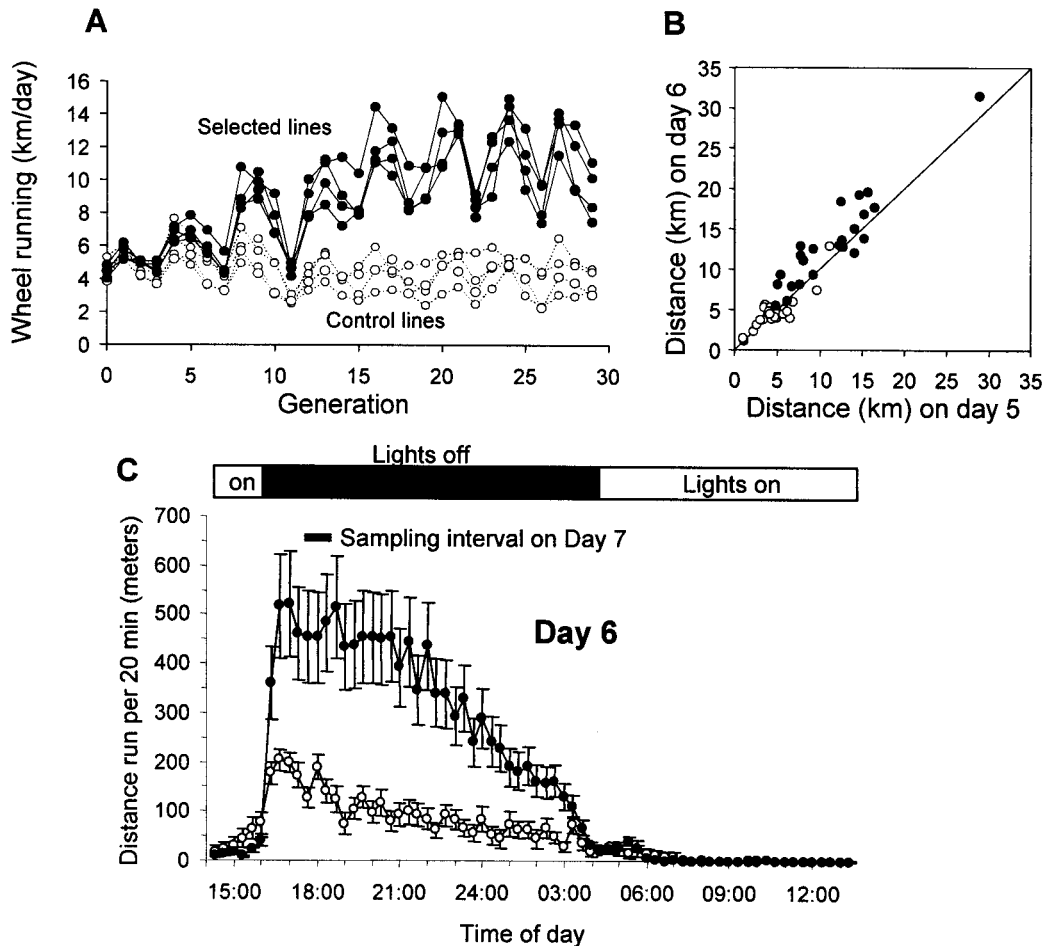 A
Wheel running (km/day)
16
14
12
10
8
6
4
2
0
Selected lines
Control lines
0 5 10 15 20 25 30
Generation
B
Distance (km) on day 6
35
30
25
20
15
10
5
0
0 5 10 15 20 25 30 35
Distance (km) on day 5
C
Lights off
on
Lights on
Distance run per 20 min (meters)
700
600
500
400
300
200
100
0
Sampling interval on Day 7
Day 6
15:00 18:00 21:00 24:00 03:00 06:00 09:00 12:00
Time of day